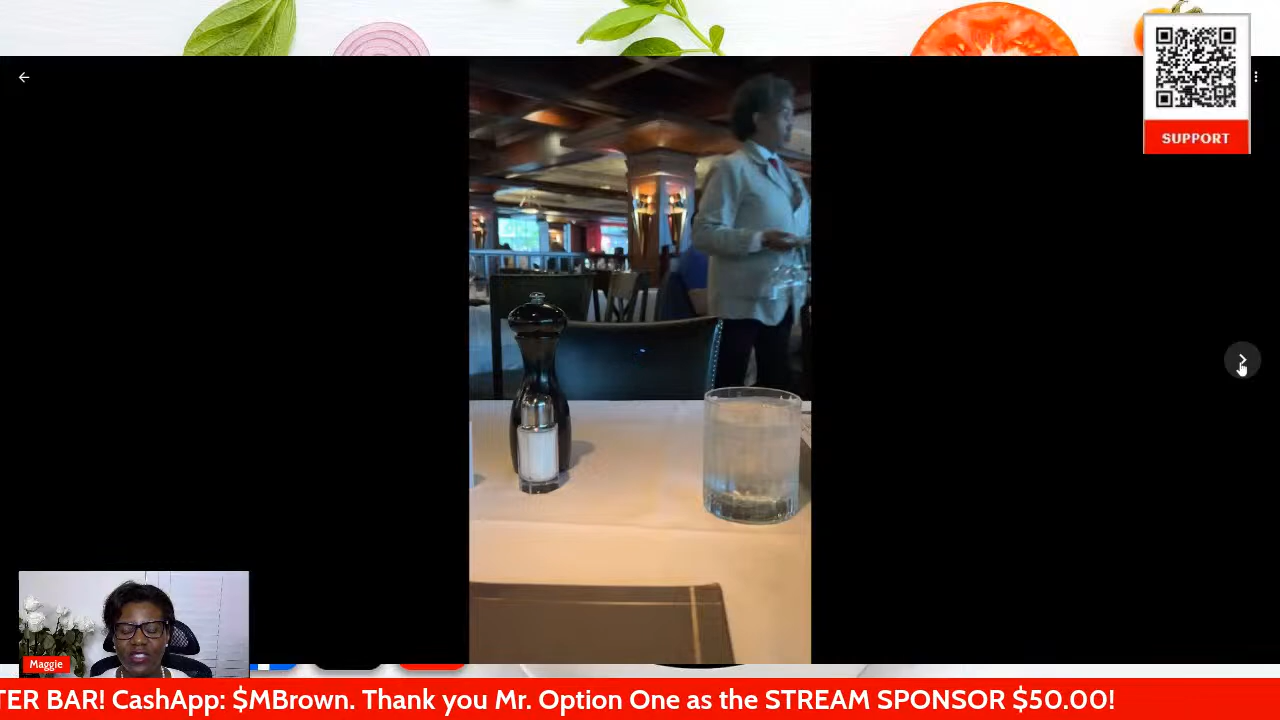 SUPPORT
Maggie
TER BAR! CashApp: $MBrown. Thank you Mr. Option One as the STREAM SPONSOR $50.00!